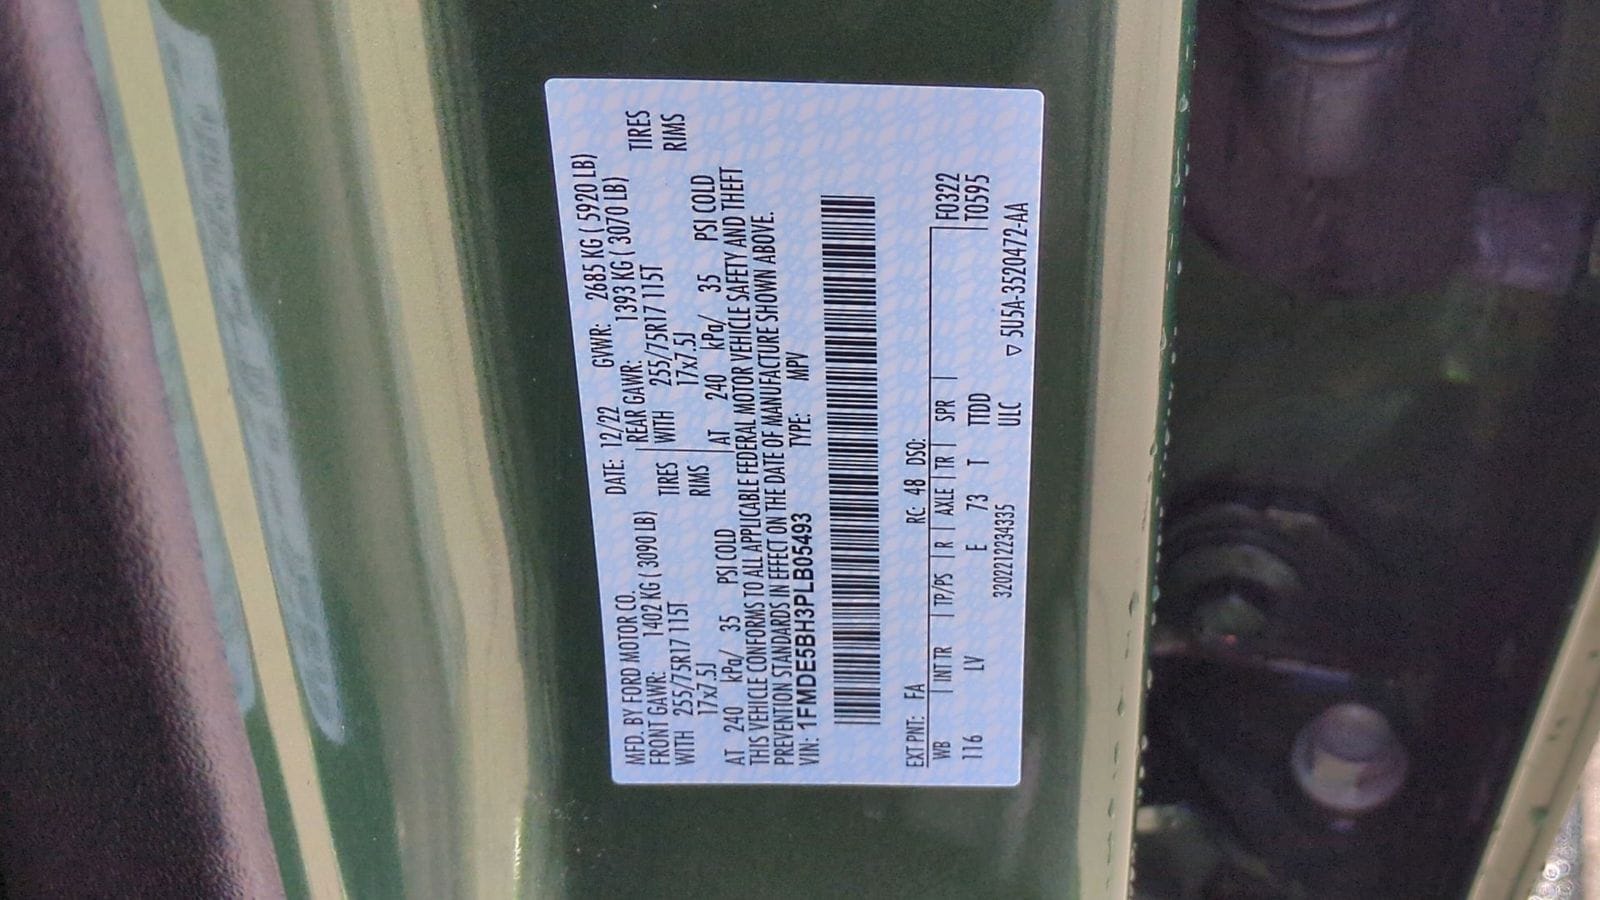 MFD. BY FORD MOTOR CO. DATE: 12/22 GVWR: 2685 KG ( 5920 LB)
FRONT GAWR: 1402 KG ( 3090 LB) REAR GAWR: 1393 KG ( 3070 LB)
WITH 255/75R17 115T TIRES WITH 255/75R17 115T TIRES
17x7.5J RIMS 17x7.5J RIMS
AT 240 kPa/ 35 PSI COLD AT 240 kPa/ 35 PSI COLD
THIS VEHICLE CONFORMS TO ALL APPLICABLE FEDERAL MOTOR VEHICLE SAFETY AND THEFT
PREVENTION STANDARDS IN EFFECT ON THE DATE OF MANUFACTURE SHOWN ABOVE.
VIN: 1FMDE5BH3PLB05493 TYPE: MPV
EXT PNT: FA RC: 48 DSO: F0322
WB INT TR TP/PS R AXLE TR SPR T0595
116 LV E 73 T TTDD
320221234335 ULC ▽ 5U5A-3520472-AA